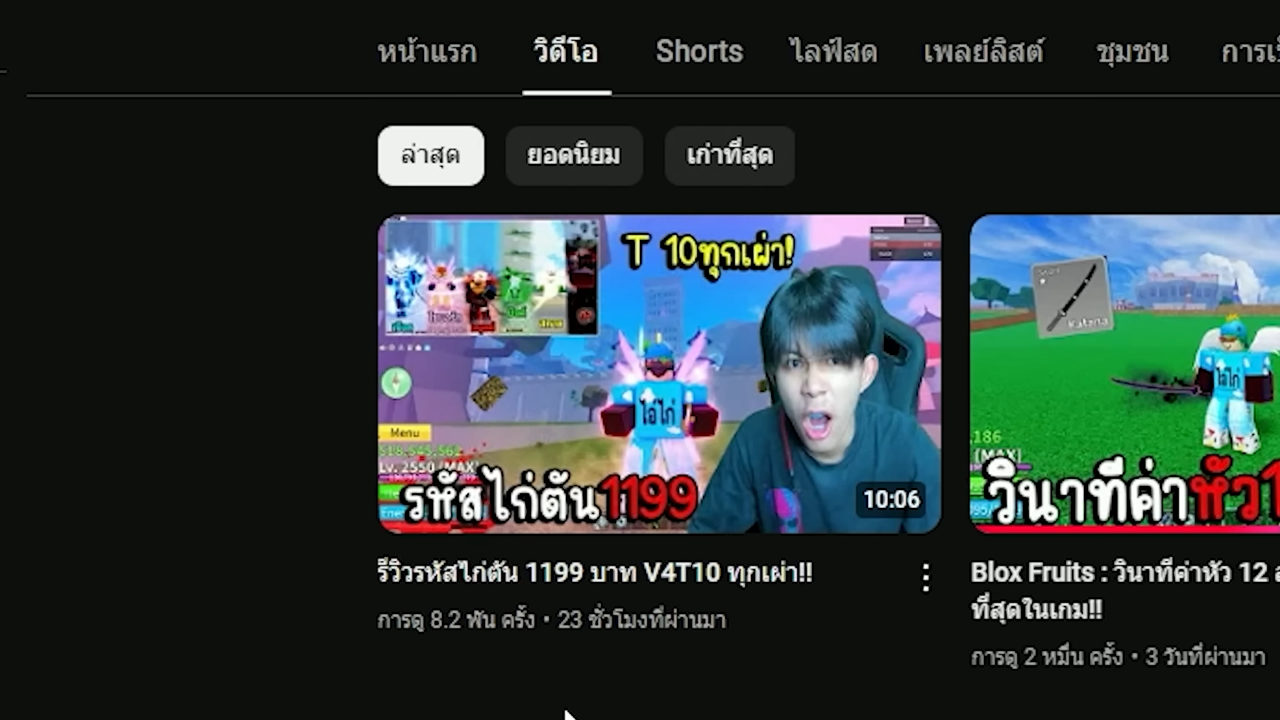 หน้าแรก วิดีโอ Shorts ไลฟ์สด เพลย์ลิสต์ ชุมชน
ล่าสุด ยอดนิยม เก่าที่สุด
T 10ทุกเผ่า!
ไอ่ไก่
Menu
Lv. 2550 (MAX)
รหัสไก่ตัน1199
10:06
Katana
ไอ่ไก่
.186
(MAX)
วินาทีค่าหัว1
รีวิวรหัสไก่ตัน 1199 บาท V4T10 ทุกเผ่า!!
การดู 8.2 พัน ครั้ง • 23 ชั่วโมงที่ผ่านมา
Blox Fruits : วินาทีค่าหัว 12
ที่สุดในเกม!!
การดู 2 หมื่น ครั้ง • 3 วันที่ผ่านมา